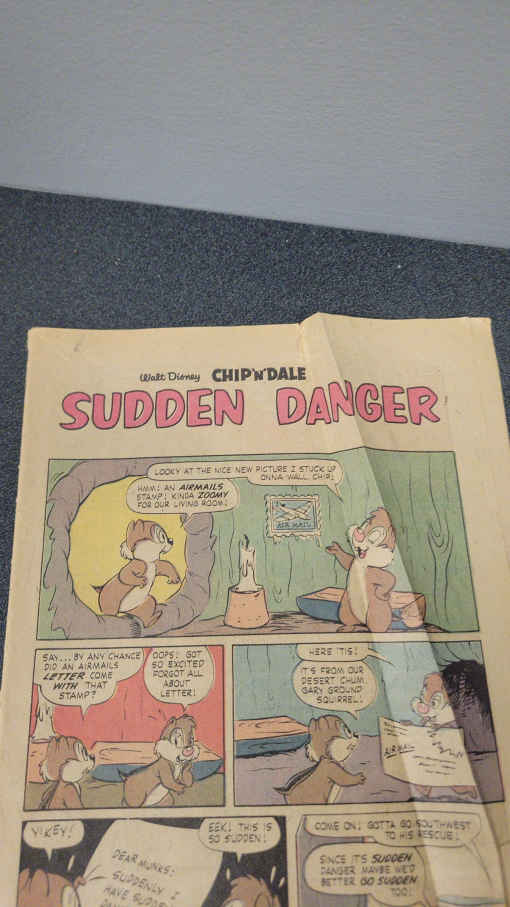 Walt Disney CHIP 'N' DALE
SUDDEN DANGER
LOOKY AT THE NICE NEW PICTURE I STUCK UP
ONNA WALL, CHIP!
HMM! AN AIRMAILS
STAMP! KINDA ZOOMY
FOR OUR LIVING ROOM!
AIR MAIL
SAY...BY ANY CHANCE
DID AN AIRMAILS
LETTER COME
WITH THAT
STAMP?
OOPS! GOT
SO EXCITED
FORGOT ALL
ABOUT
LETTER!
HERE 'TIS!
IT'S FROM OUR
DESERT CHUM,
GARY GROUND
SQUIRREL!
AIRMAIL
YIKEY!
DEAR MUNKS:
SUDDENLY I
HAVE
EEK! THIS IS
SO SUDDEN!
COME ON! GOTTA GO SOUTHWEST
TO HIS RESCUE!
SINCE IT'S SUDDEN
DANGER MAYBE WE'D
BETTER GO SUDDEN
TOO!